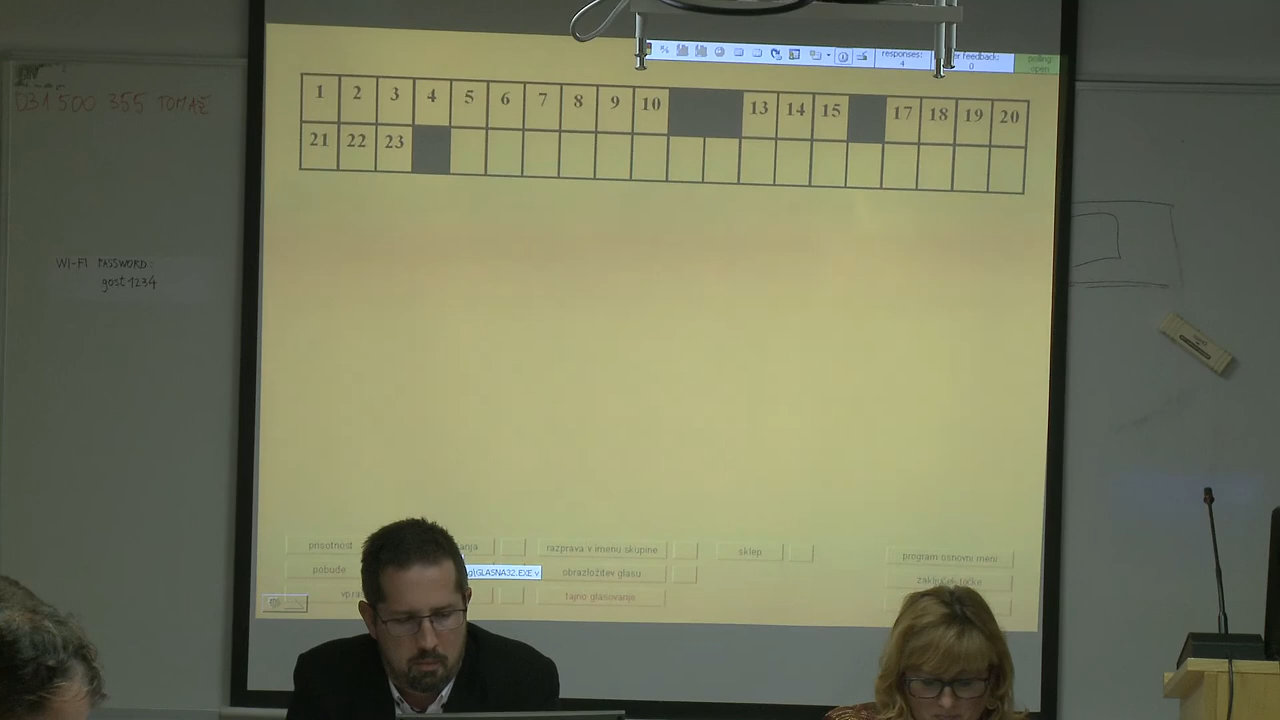 responses:
4
feedback:
0
polling:
open
1 2 3 4 5 6 7 8 9 10 13 14 15 17 18 19 20
21 22 23
031 500 355 TOMAŽ
WI-FI PASSWORD:
gost1234
prisotnost
razprava v imenu skupine
sklep
program osnovni meni
pobude
GLASNA32.EXE v
obrazložitev glasu
zaključek točke
tajno glasovanje